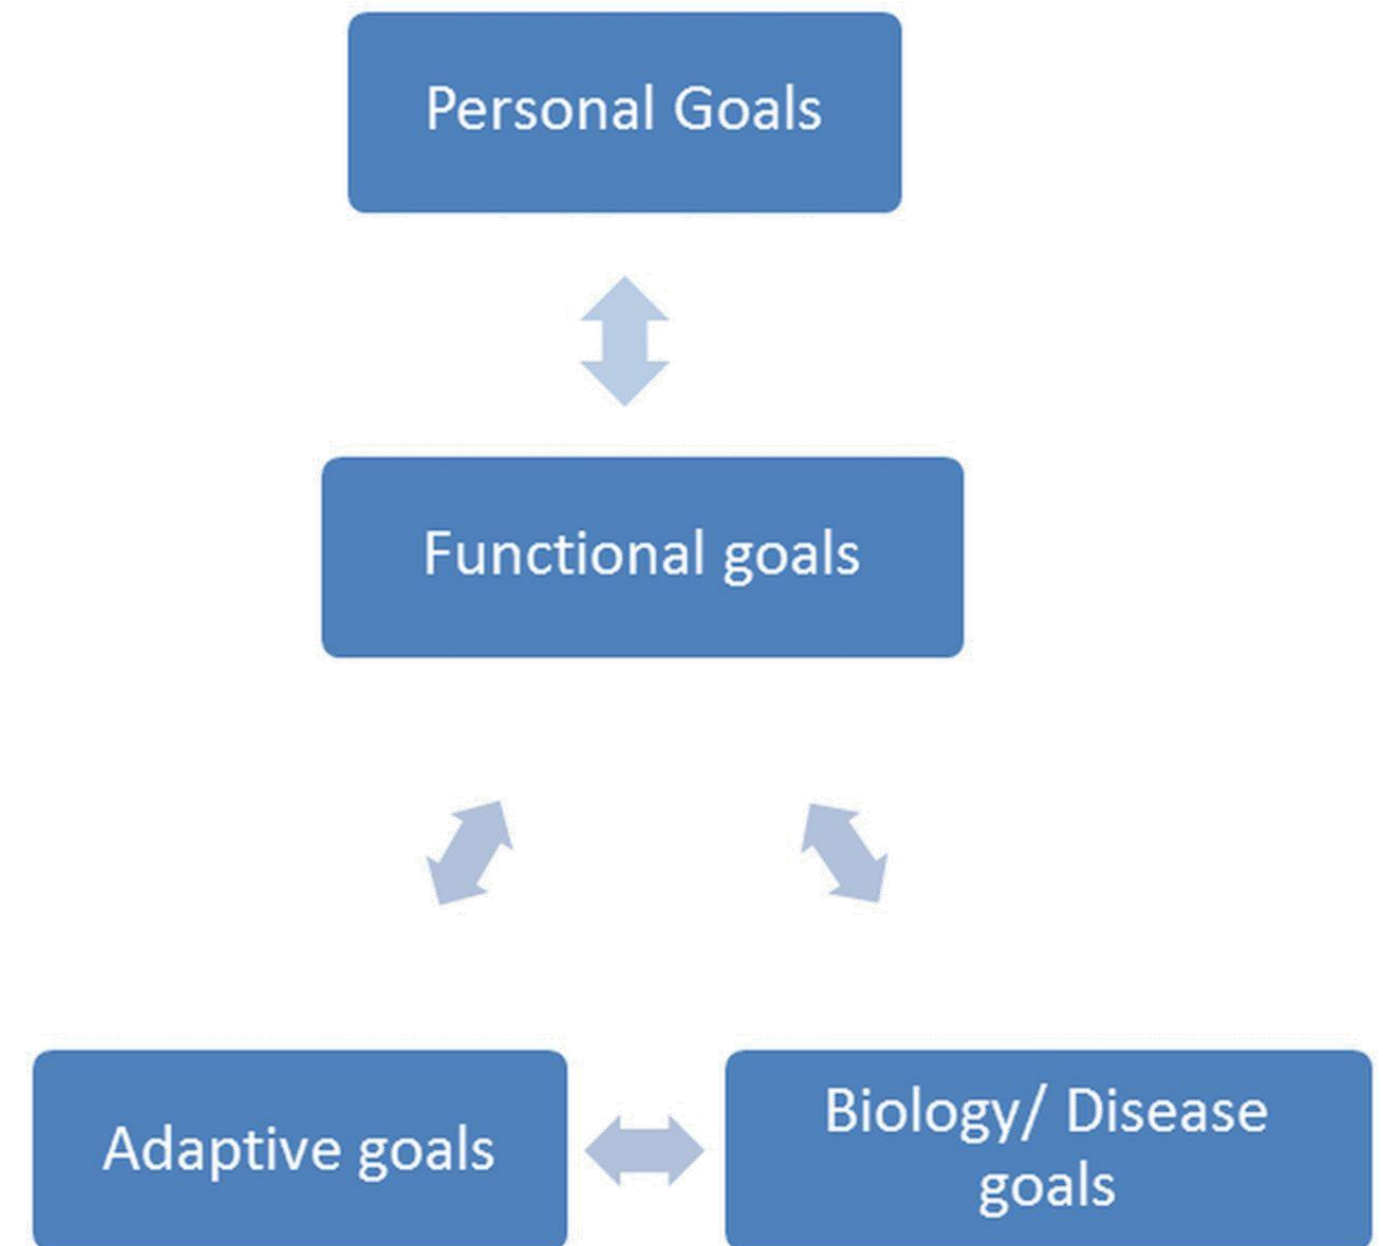 Personal Goals
Functional goals
Adaptive goals
Biology/ Disease
goals